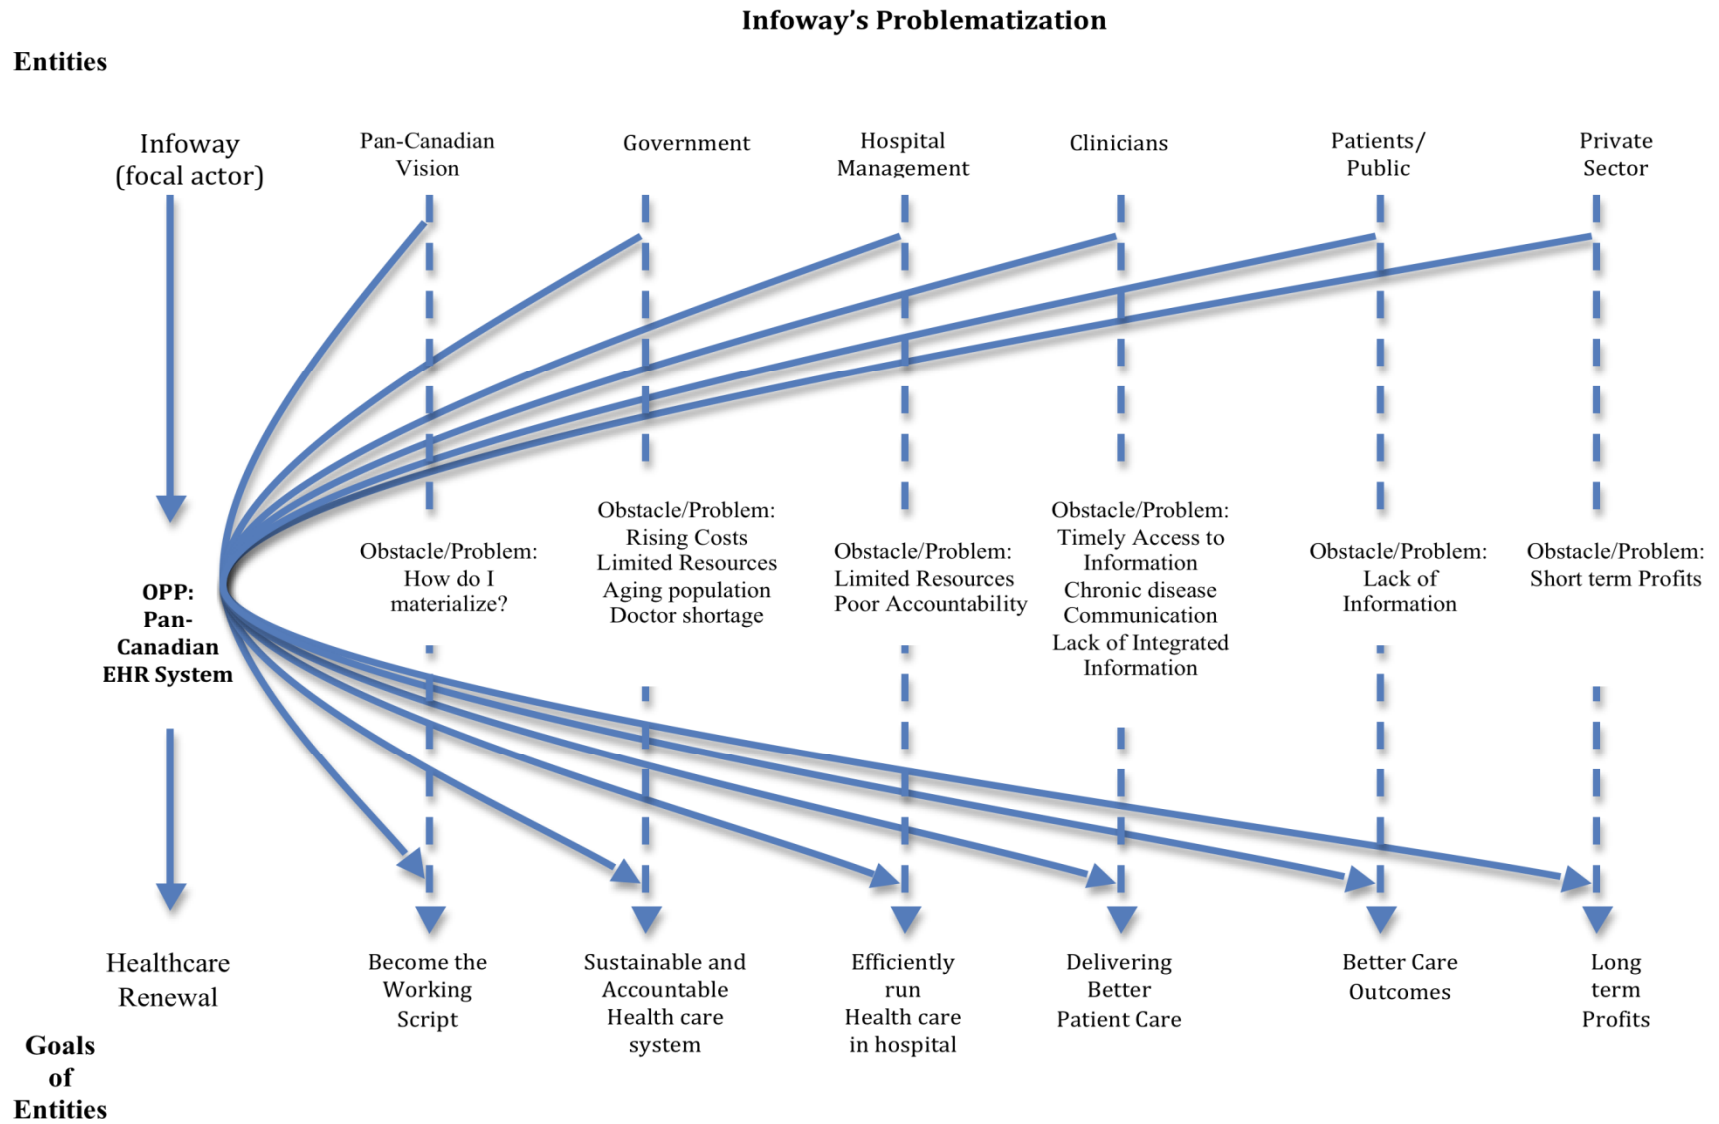 Infoway’s Problematization
Entities
Infoway
(focal actor)
Pan-Canadian
Vision
Government
Hospital
Management
Clinicians
Patients/
Public
Private
Sector
OPP:
Pan-
Canadian
EHR System
Obstacle/Problem:
How do I
materialize?
Obstacle/Problem:
Rising Costs
Limited Resources
Aging population
Doctor shortage
Obstacle/Problem:
Limited Resources
Poor Accountability
Obstacle/Problem:
Timely Access to
Information
Chronic disease
Communication
Lack of Integrated
Information
Obstacle/Problem:
Lack of
Information
Obstacle/Problem:
Short term Profits
Healthcare
Renewal
Become the
Working
Script
Sustainable and
Accountable
Health care
system
Efficiently
run
Health care
in hospital
Delivering
Better
Patient Care
Better Care
Outcomes
Long
term
Profits
Goals
of
Entities